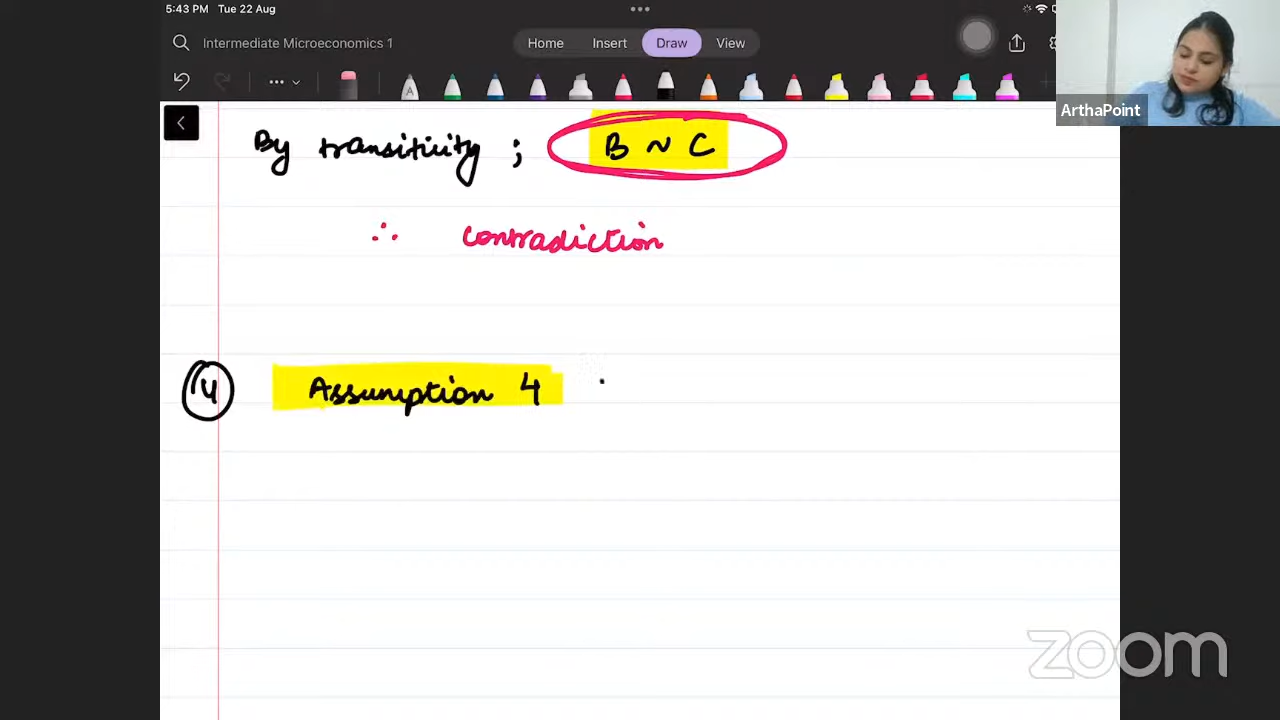 5:43 PM Tue 22 Aug
Intermediate Microeconomics 1
Home Insert Draw View
A
ArthaPoint
By transitivity ; B ~ C
∴ contradiction
4 Assumption 4
zoom